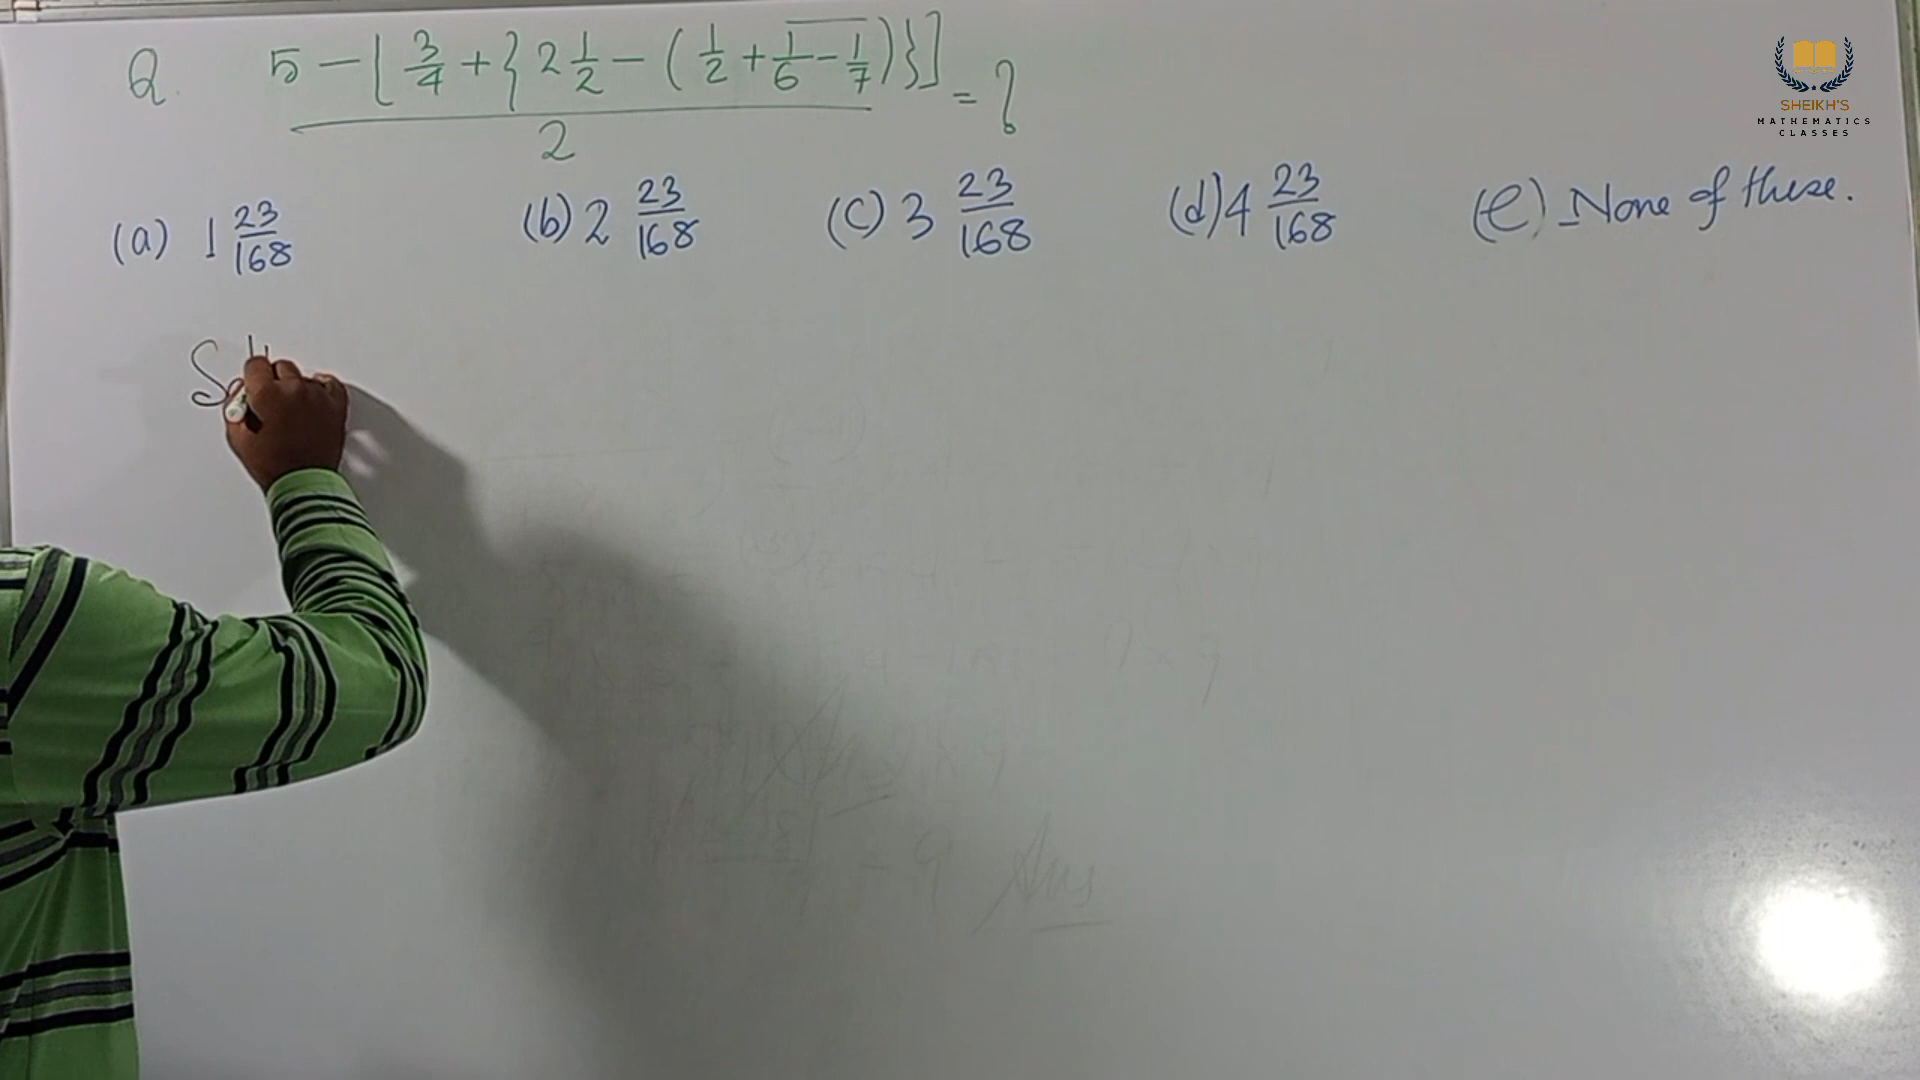 Q. 5 - [3/4 + {2 1/2 - (1/2 + 1/6 - 1/7)}] = ?
2
(a) 1 23/168 (b) 2 23/168 (c) 3 23/168 (d) 4 23/168 (e) None of these.
SHEIKH'S
MATHEMATICS
CLASSES